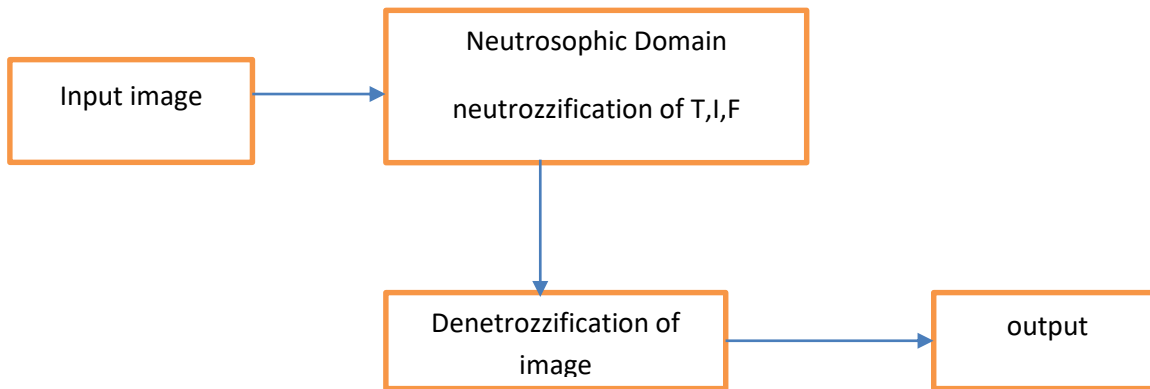 Input image
Neutrosophic Domain
neutrozzification of T,I,F
Denetrozzification of
image
output